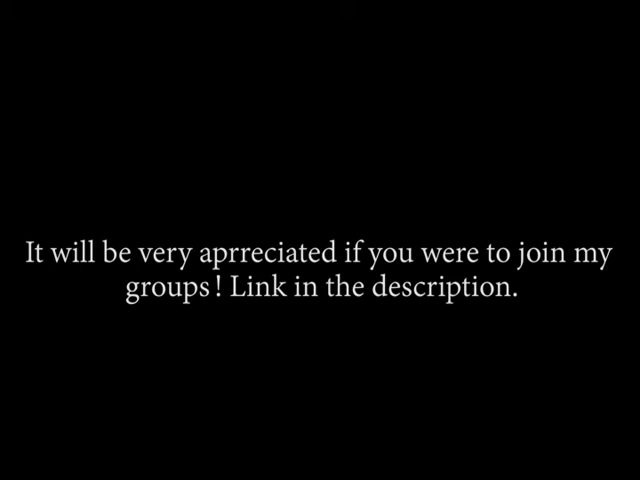 It will be very aprreciated if you were to join my
groups! Link in the description.